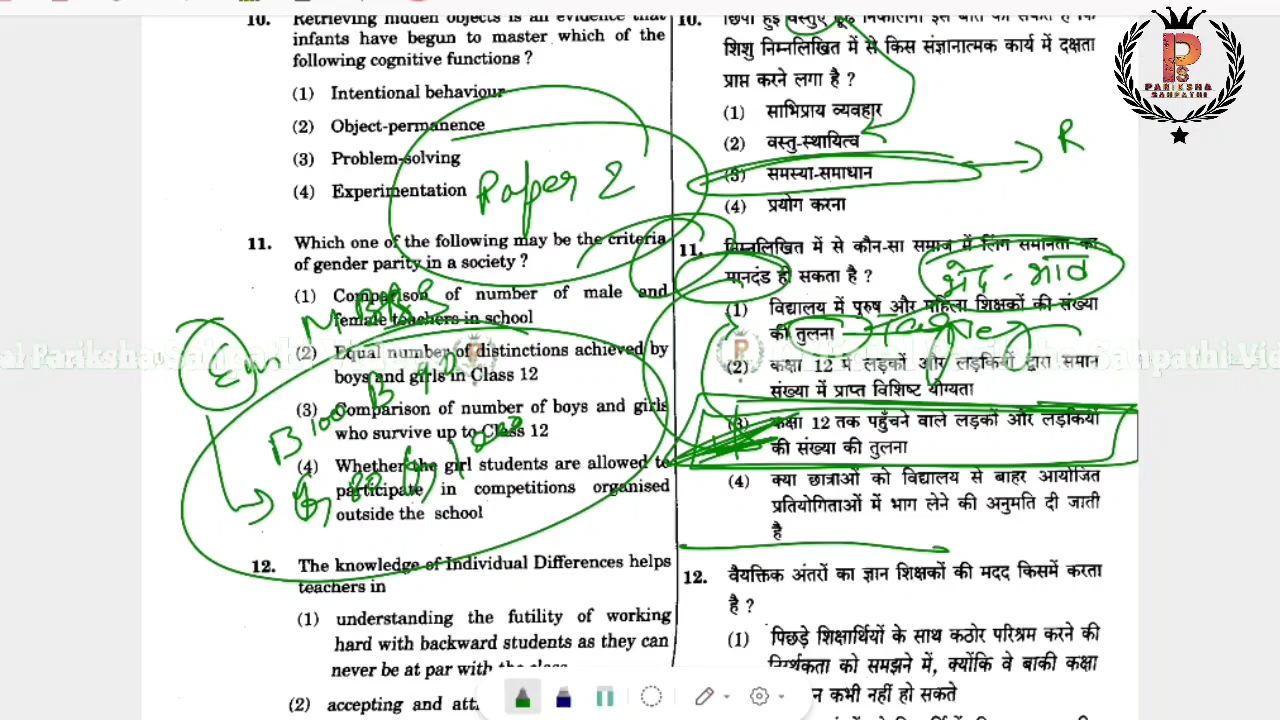 10. Retrieving hidden objects is an evidence that
infants have begun to master which of the
following cognitive functions ?
(1) Intentional behaviour
(2) Object-permanence
(3) Problem-solving
(4) Experimentation
Paper 2
11. Which one of the following may be the criteria
of gender parity in a society ?
(1) Comparison of number of male and
female teachers in school
(2) Equal number of distinctions achieved by
boys and girls in Class 12
(3) Comparison of number of boys and girls
who survive up to Class 12
(4) Whether the girl students are allowed to
participate in competitions organised
outside the school
12. The knowledge of Individual Differences helps
teachers in
(1) understanding the futility of working
hard with backward students as they can
never be at par with the class
(2) accepting and
10. छिपी हुई वस्तुएँ ढूँढ निकालना इस बात का संकेत है कि
शिशु निम्नलिखित में से किस संज्ञानात्मक कार्य में दक्षता
प्राप्त करने लगा है ?
(1) साभिप्राय व्यवहार
(2) वस्तु-स्थायित्व
(3) समस्या-समाधान
R
(4) प्रयोग करना
11. निम्नलिखित में से कौन-सा समाज में लिंग समानता का
मानदंड हो सकता है ?
भेद-भाव
(1) विद्यालय में पुरुष और महिला शिक्षकों की संख्या
की तुलना
(2) कक्षा 12 में लड़कों और लड़कियों द्वारा समान
संख्या में प्राप्त विशिष्ट योग्यता
(3) कक्षा 12 तक पहुँचने वाले लड़कों और लड़कियों
की संख्या की तुलना
(4) क्या छात्राओं को विद्यालय से बाहर आयोजित
प्रतियोगिताओं में भाग लेने की अनुमति दी जाती
है
12. वैयक्तिक अंतरों का ज्ञान शिक्षकों की मदद किसमें करता
है ?
(1) पिछड़े शिक्षार्थियों के साथ कठोर परिश्रम करने की
निरर्थकता को समझने में, क्योंकि वे बाकी कक्षा
न कभी नहीं हो सकते
PARIKSHA
SAHPATHI